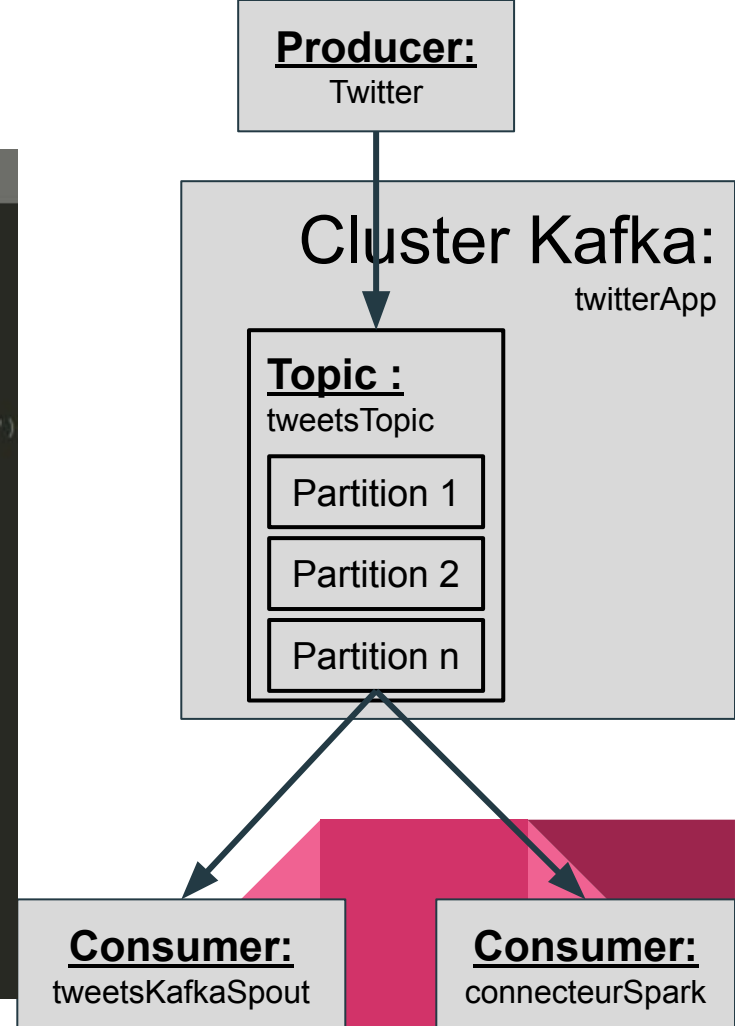 Producer:
Twitter
Cluster Kafka:
twitterApp
Topic :
tweetsTopic
")
Partition 1
Partition 2
Partition n
Consumer:
tweetsKafkaSpout
Consumer:
connecteurSpark